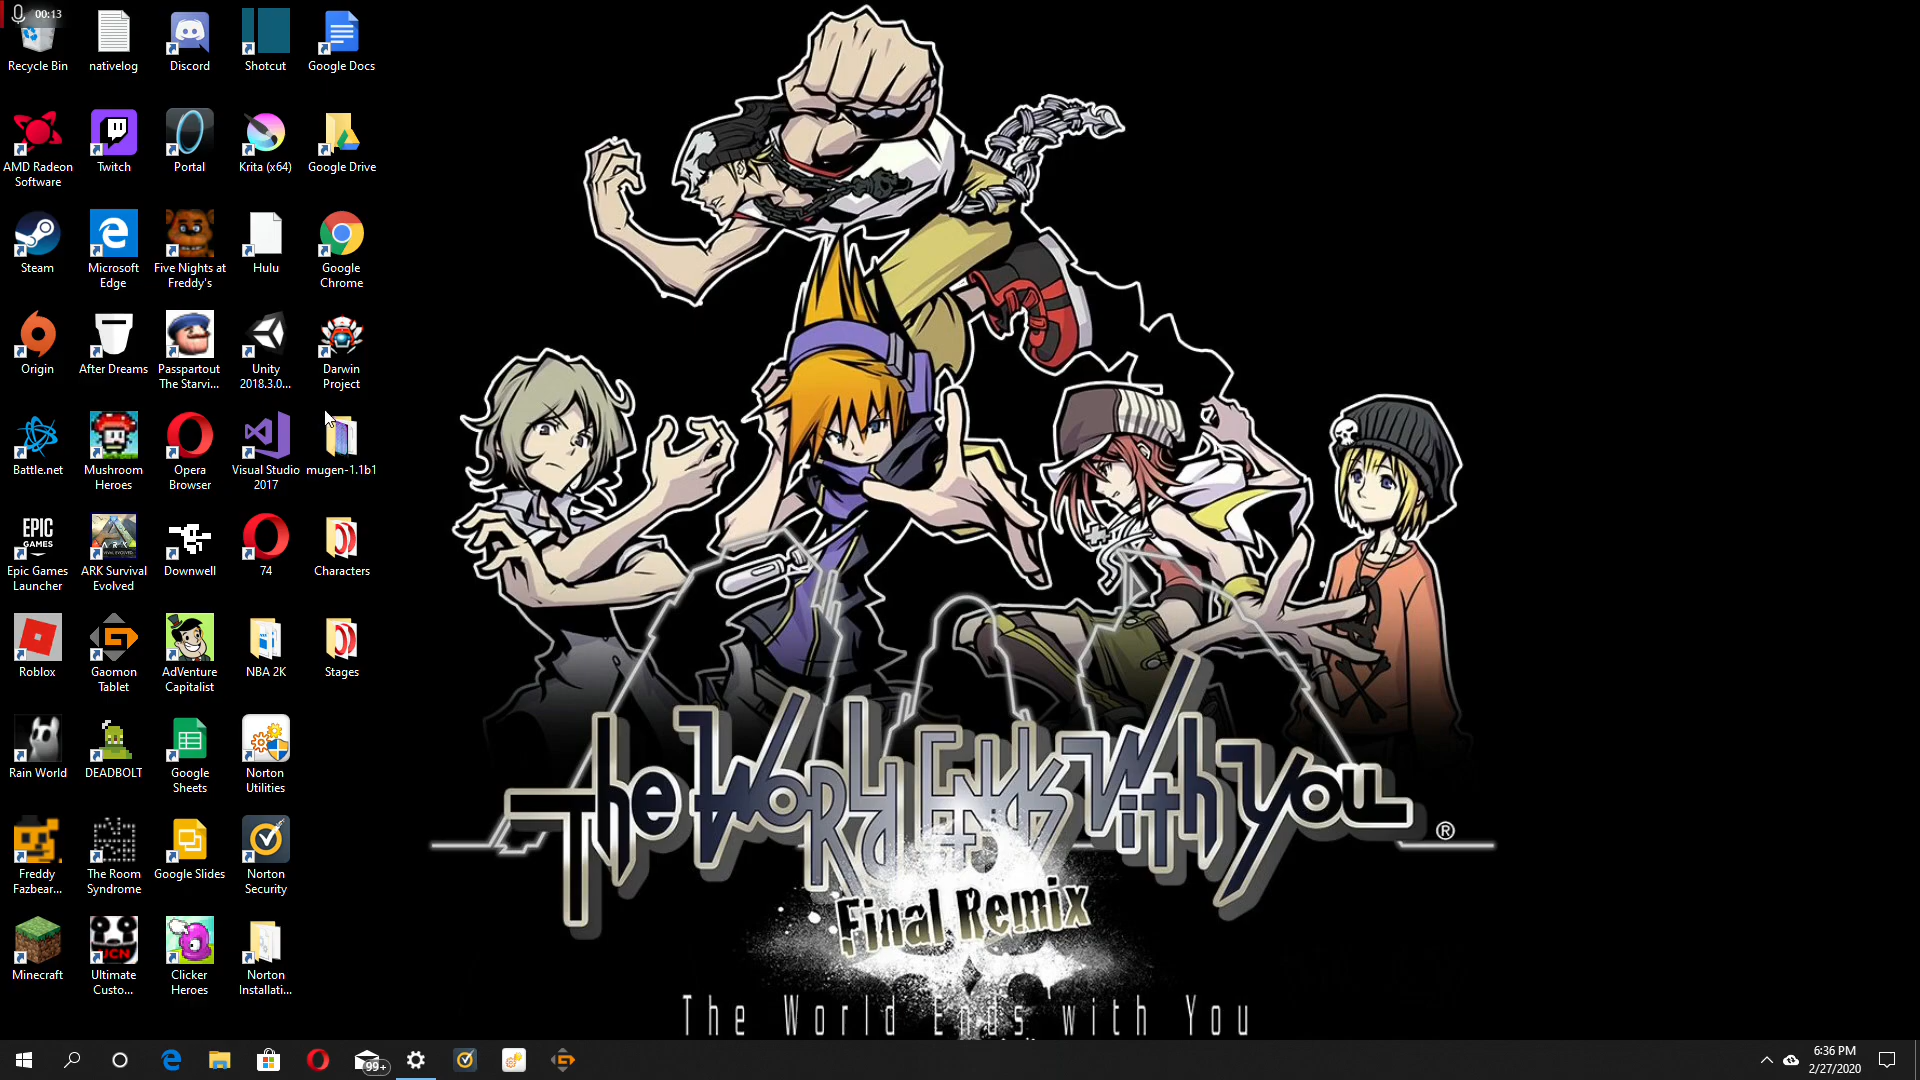 00:13
Recycle Bin
nativelog
Discord
Shotcut
Google Docs
AMD Radeon
Software
Twitch
Portal
Krita (x64)
Google Drive
Steam
Microsoft
Edge
Five Nights at
Freddy's
Hulu
Google
Chrome
Origin
After Dreams
Passpartout
The Starvi...
Unity
2018.3.0...
Darwin
Project
Battle.net
Mushroom
Heroes
Opera
Browser
Visual Studio
2017
mugen-1.1b1
EPIC
GAMES
Epic Games
Launcher
ARK
ARK Survival
Evolved
Downwell
74
Characters
Roblox
Gaomon
Tablet
AdVenture
Capitalist
NBA 2K
Stages
Rain World
DEADBOLT
Google
Sheets
Norton
Utilities
Freddy
Fazbear...
The Room
Syndrome
Google Slides
Norton
Security
Minecraft
UCN
Ultimate
Custo...
Clicker
Heroes
Norton
Installati...
The World Ends With You ®
Final Remix
The World Ends with You
99+
6:36 PM
2/27/2020